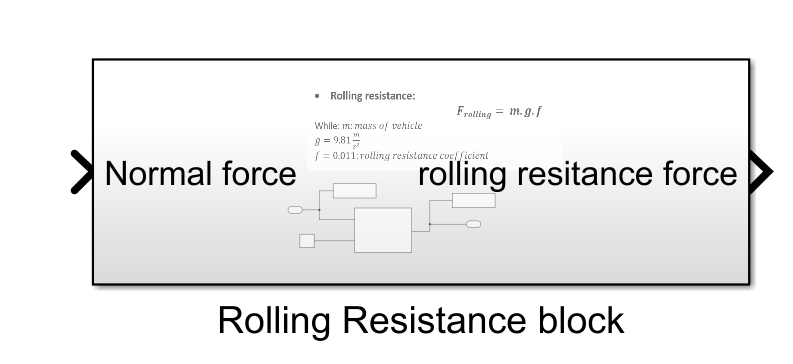 • Rolling resistance:
F_rolling = m.g.f
While: m: mass of vehicle
g = 9.81 m/s²
f = 0.011: rolling resistance coefficient
Normal force
rolling resitance force
Rolling Resistance block